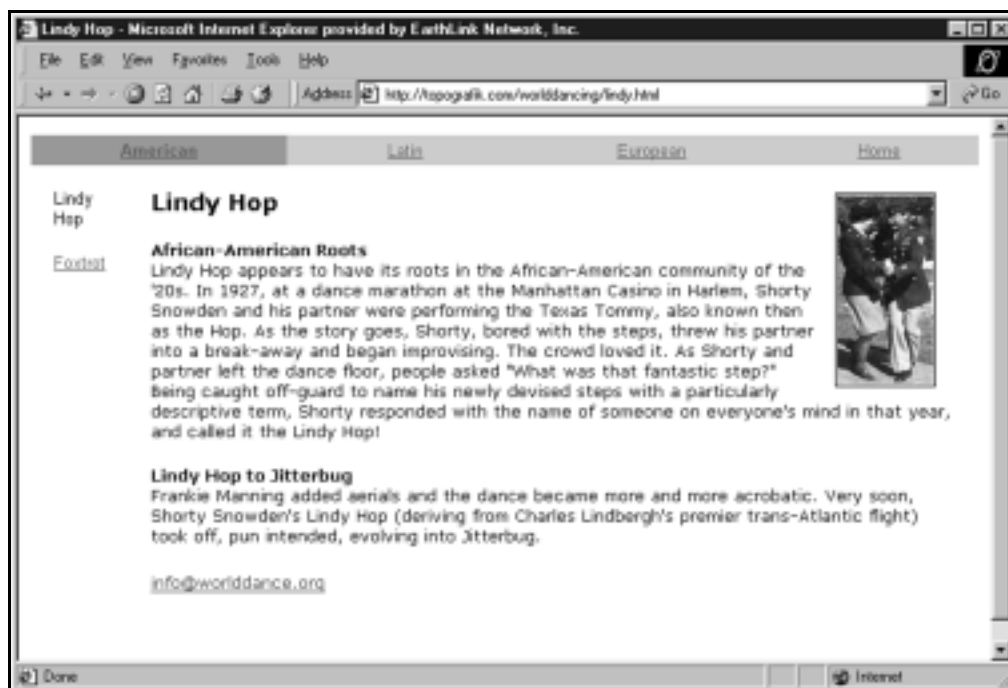 Lindy Hop - Microsoft Internet Explorer provided by EarthLink Network, Inc.
File Edit View Favorites Tools Help
Address http://topografik.com/worlddancing/lindy.html Go
American Latin European Home
Lindy
Hop
Foxtrot
Lindy Hop
African-American Roots
Lindy Hop appears to have its roots in the African-American community of the
'20s. In 1927, at a dance marathon at the Manhattan Casino in Harlem, Shorty
Snowden and his partner were performing the Texas Tommy, also known then
as the Hop. As the story goes, Shorty, bored with the steps, threw his partner
into a break-away and began improvising. The crowd loved it. As Shorty and
partner left the dance floor, people asked "What was that fantastic step?"
Being caught off-guard to name his newly devised steps with a particularly
descriptive term, Shorty responded with the name of someone on everyone's mind in that year,
and called it the Lindy Hop!
Lindy Hop to Jitterbug
Frankie Manning added aerials and the dance became more and more acrobatic. Very soon,
Shorty Snowden's Lindy Hop (deriving from Charles Lindbergh's premier trans-Atlantic flight)
took off, pun intended, evolving into Jitterbug.
info@worlddance.org
Done Internet